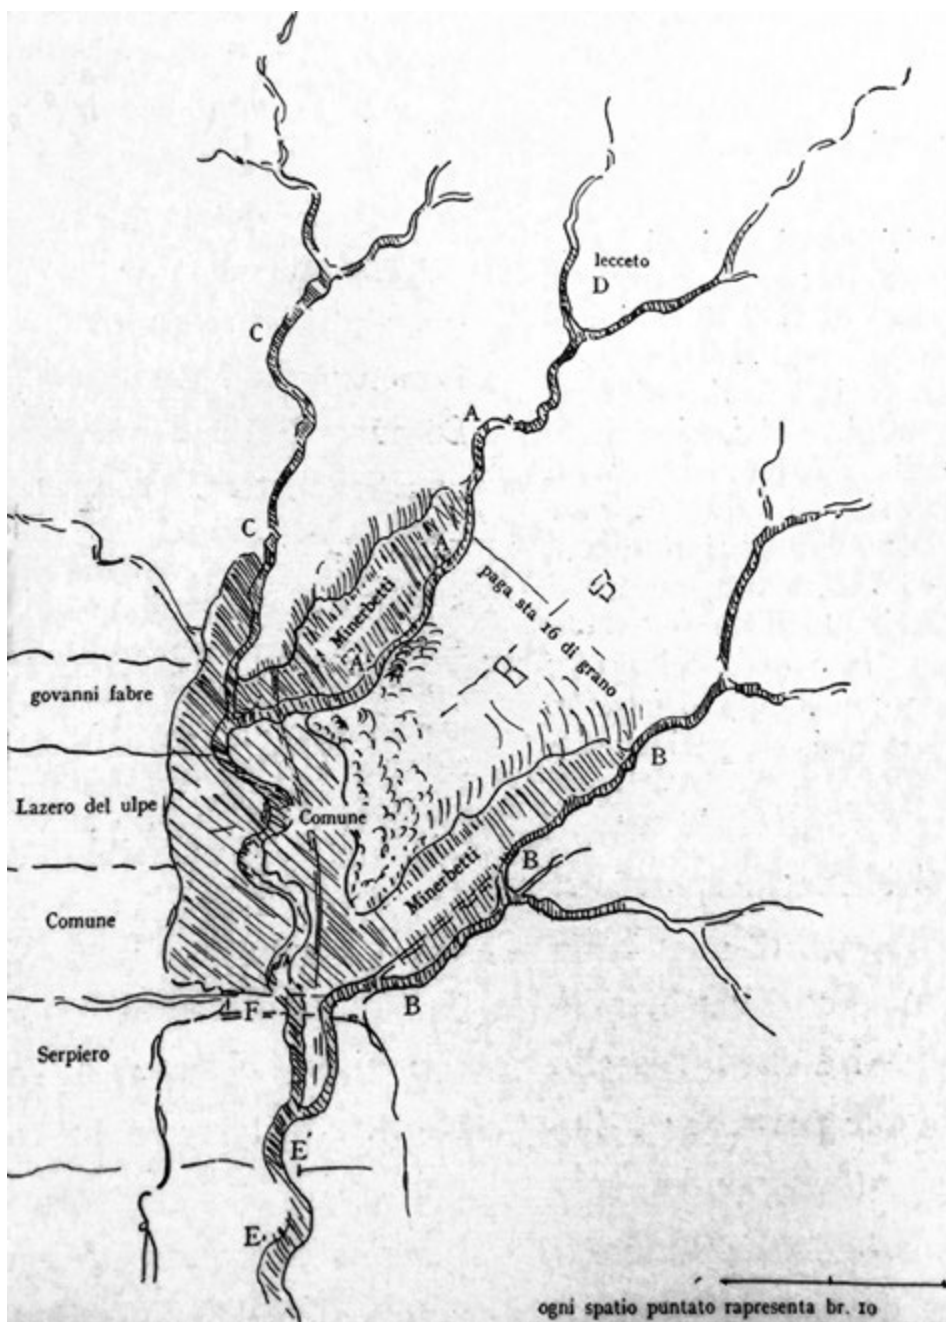 lecceto
D
C
A
C
paga sta 16 di grano
Minerbetti
A
govanni fabre
B
Lazero del ulpe
Comune
B
Minerbetti
Comune
B
F
Serpiero
E
E
ogni spatio puntato rapresenta br. 10